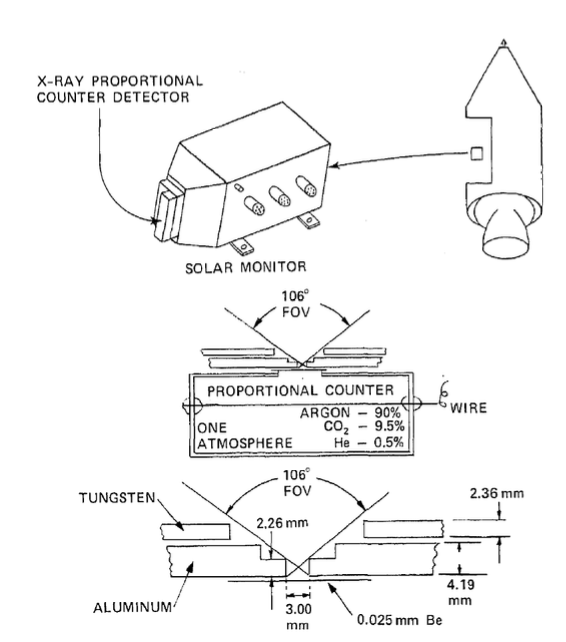 X-RAY PROPORTIONAL
COUNTER DETECTOR
SOLAR MONITOR
106°
FOV
PROPORTIONAL COUNTER
ARGON – 90%
ONE CO₂ – 9.5%
ATMOSPHERE He – 0.5%
WIRE
106°
FOV
TUNGSTEN
2.36 mm
2.26 mm
ALUMINUM
4.19
mm
3.00
mm
0.025 mm Be